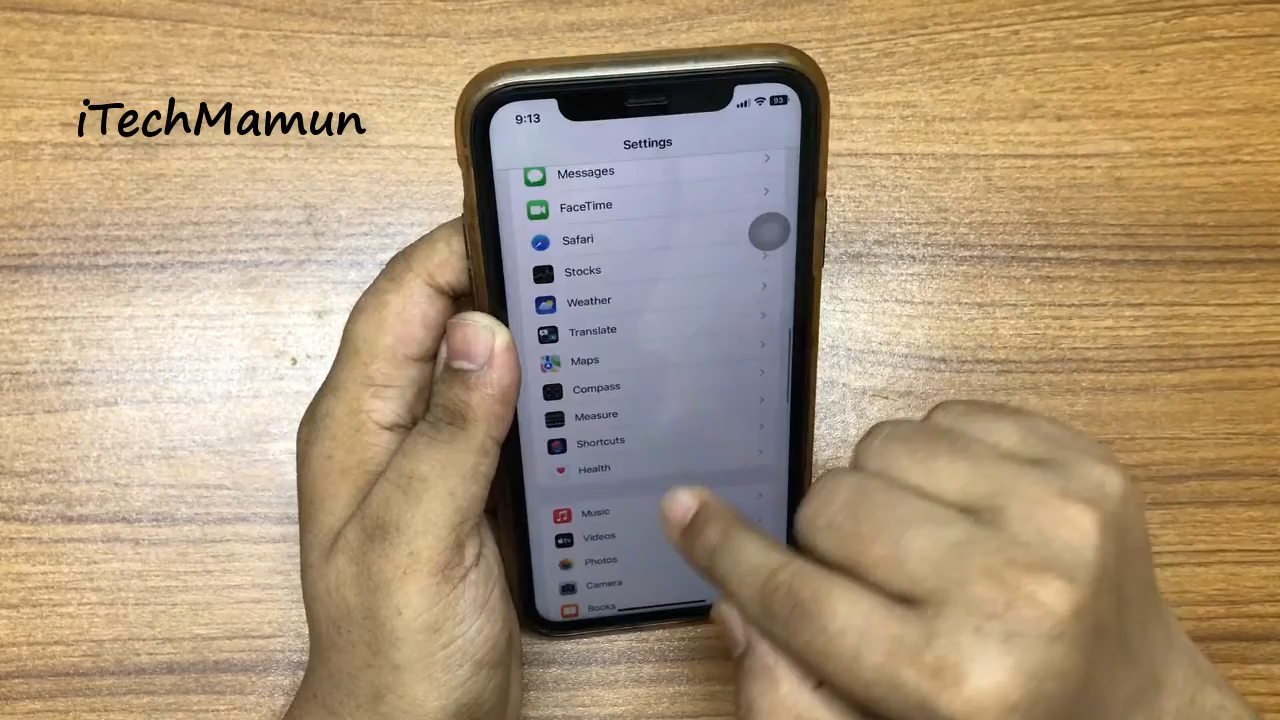 iTechMamun
9:13
93
Settings
Messages
FaceTime
Safari
Stocks
Weather
Translate
Maps
Compass
Measure
Shortcuts
Health
Music
Videos
Photos
Camera
Books